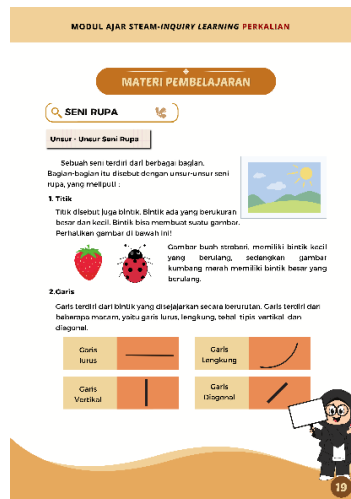 MODUL AJAR STEAM-INQUIRY LEARNING PERKALIAN
MATERI PEMBELAJARAN
SENI RUPA
Unsur - Unsur Seni Rupa
Sebuah seni terdiri dari berbagai bagian.
Bagian-bagian itu disebut dengan unsur-unsur seni
rupa, yang meliputi :
1. Titik
Titik disebut juga bintik. Bintik ada yang berukuran
besar dan kecil. Bintik bisa membuat suatu gambar.
Perhatikan gambar di bawah ini!
Gambar buah stroberi, memiliki bintik kecil
yang berulang, sedangkan gambar
kumbang merah memiliki bintik besar yang
berulang.
2.Garis
Garis terdiri dari bintik yang disejajarkan secara berurutan. Garis terdiri dari
beberapa macam, yaitu garis lurus, lengkung, tebal tipis vertikal dan
diagonal.
Garis
lurus
Garis
Lengkung
Garis
Vertikal
Garis
Diagonal
19